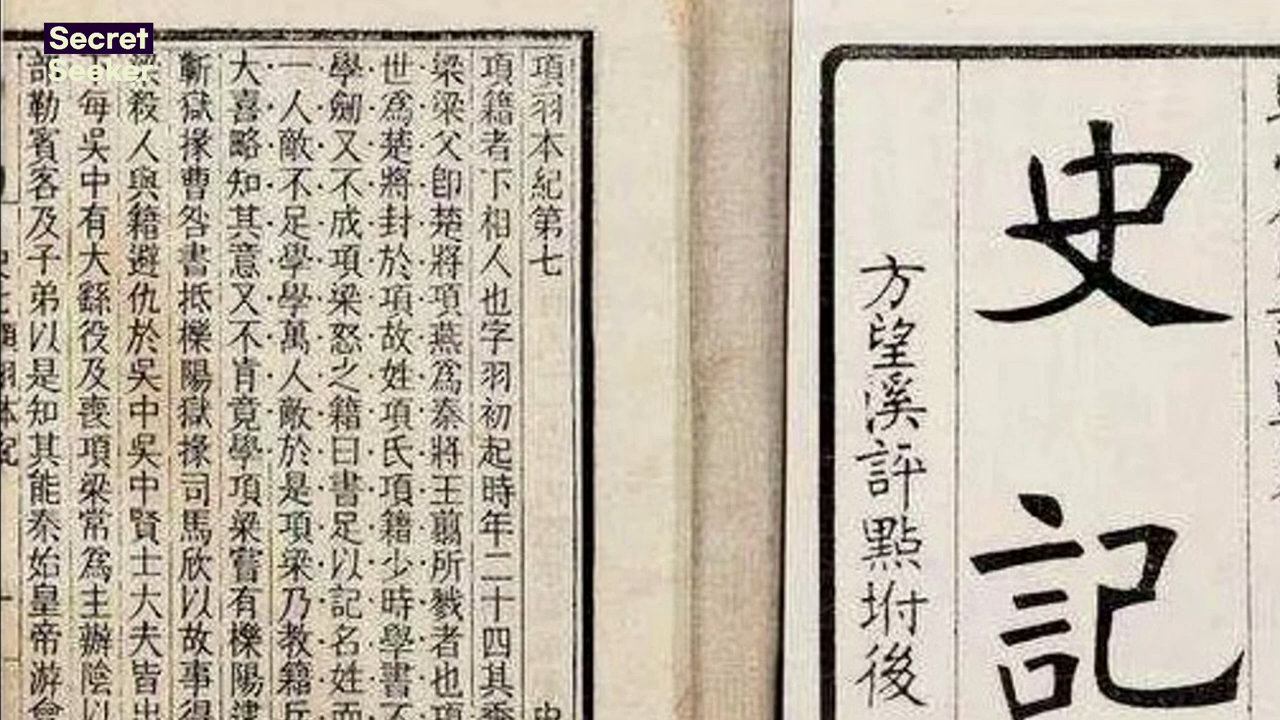 Secret
Seeker
史記
方望溪評點坿後
項羽本紀第七
項籍者下相人也字羽初起時年二十四其季
梁梁父即楚將項燕爲秦將王翦所戮者也項
世爲楚將封於項故姓項氏項籍少時學書不
學劍又不成項梁怒之籍曰書足以記名姓而
一人敵不足學學萬人敵於是項梁乃教籍兵
大喜略知其意又不肯竟學項梁嘗有櫟陽逮
蘄獄掾曹咎書抵櫟陽獄掾司馬欣以故事得
梁殺人與籍避仇於吳中吳中賢士大夫皆出
每吳中有大繇役及喪項梁常爲主辦陰以
部勒賓客及子弟以是知其能秦始皇帝游會